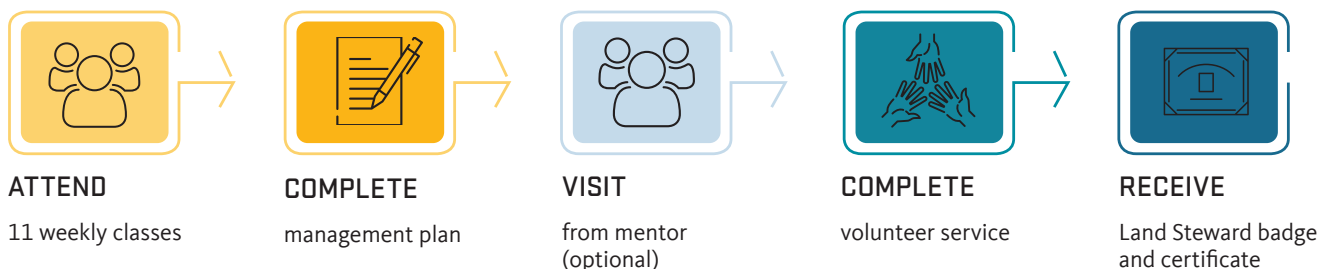 ATTEND
11 weekly classes
COMPLETE
management plan
VISIT
from mentor
(optional)
COMPLETE
volunteer service
RECEIVE
Land Steward badge
and certificate